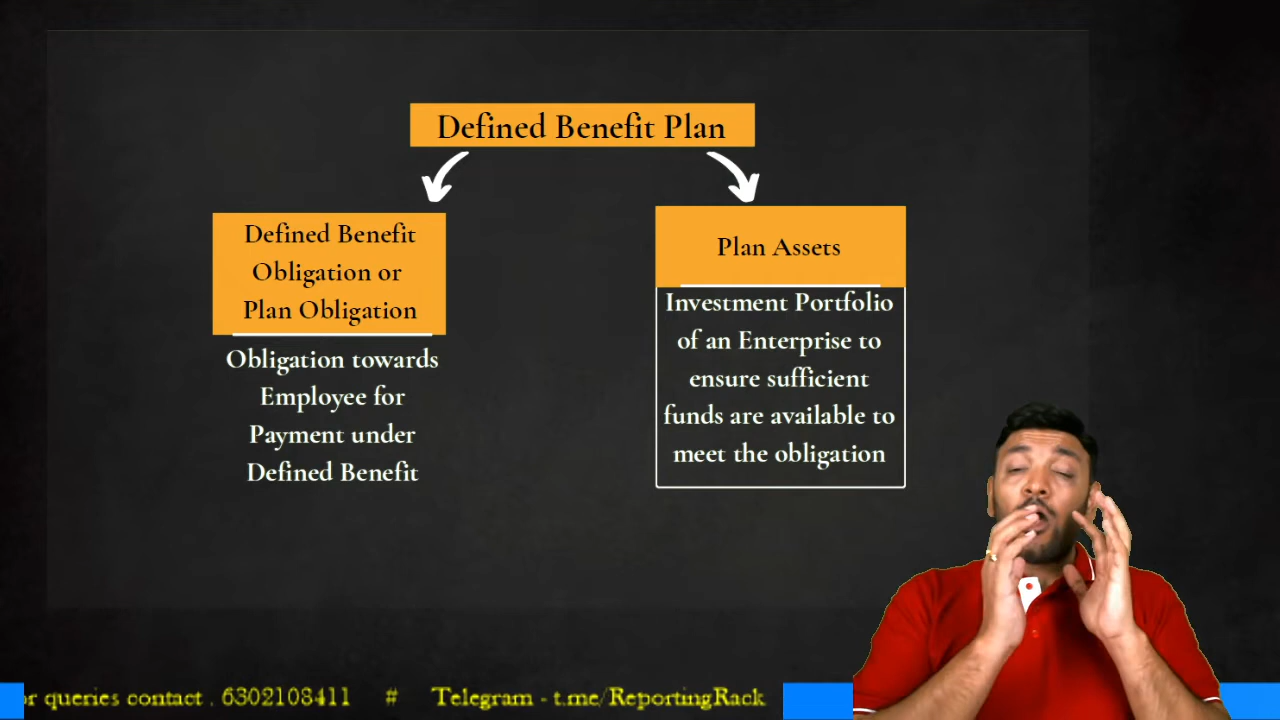 Defined Benefit Plan
Defined Benefit
Obligation or
Plan Obligation
Obligation towards
Employee for
Payment under
Defined Benefit
Plan Assets
Investment Portfolio
of an Enterprise to
ensure sufficient
funds are available to
meet the obligation
r queries contact . 6302108411 # Telegram - t.me/ReportingRack